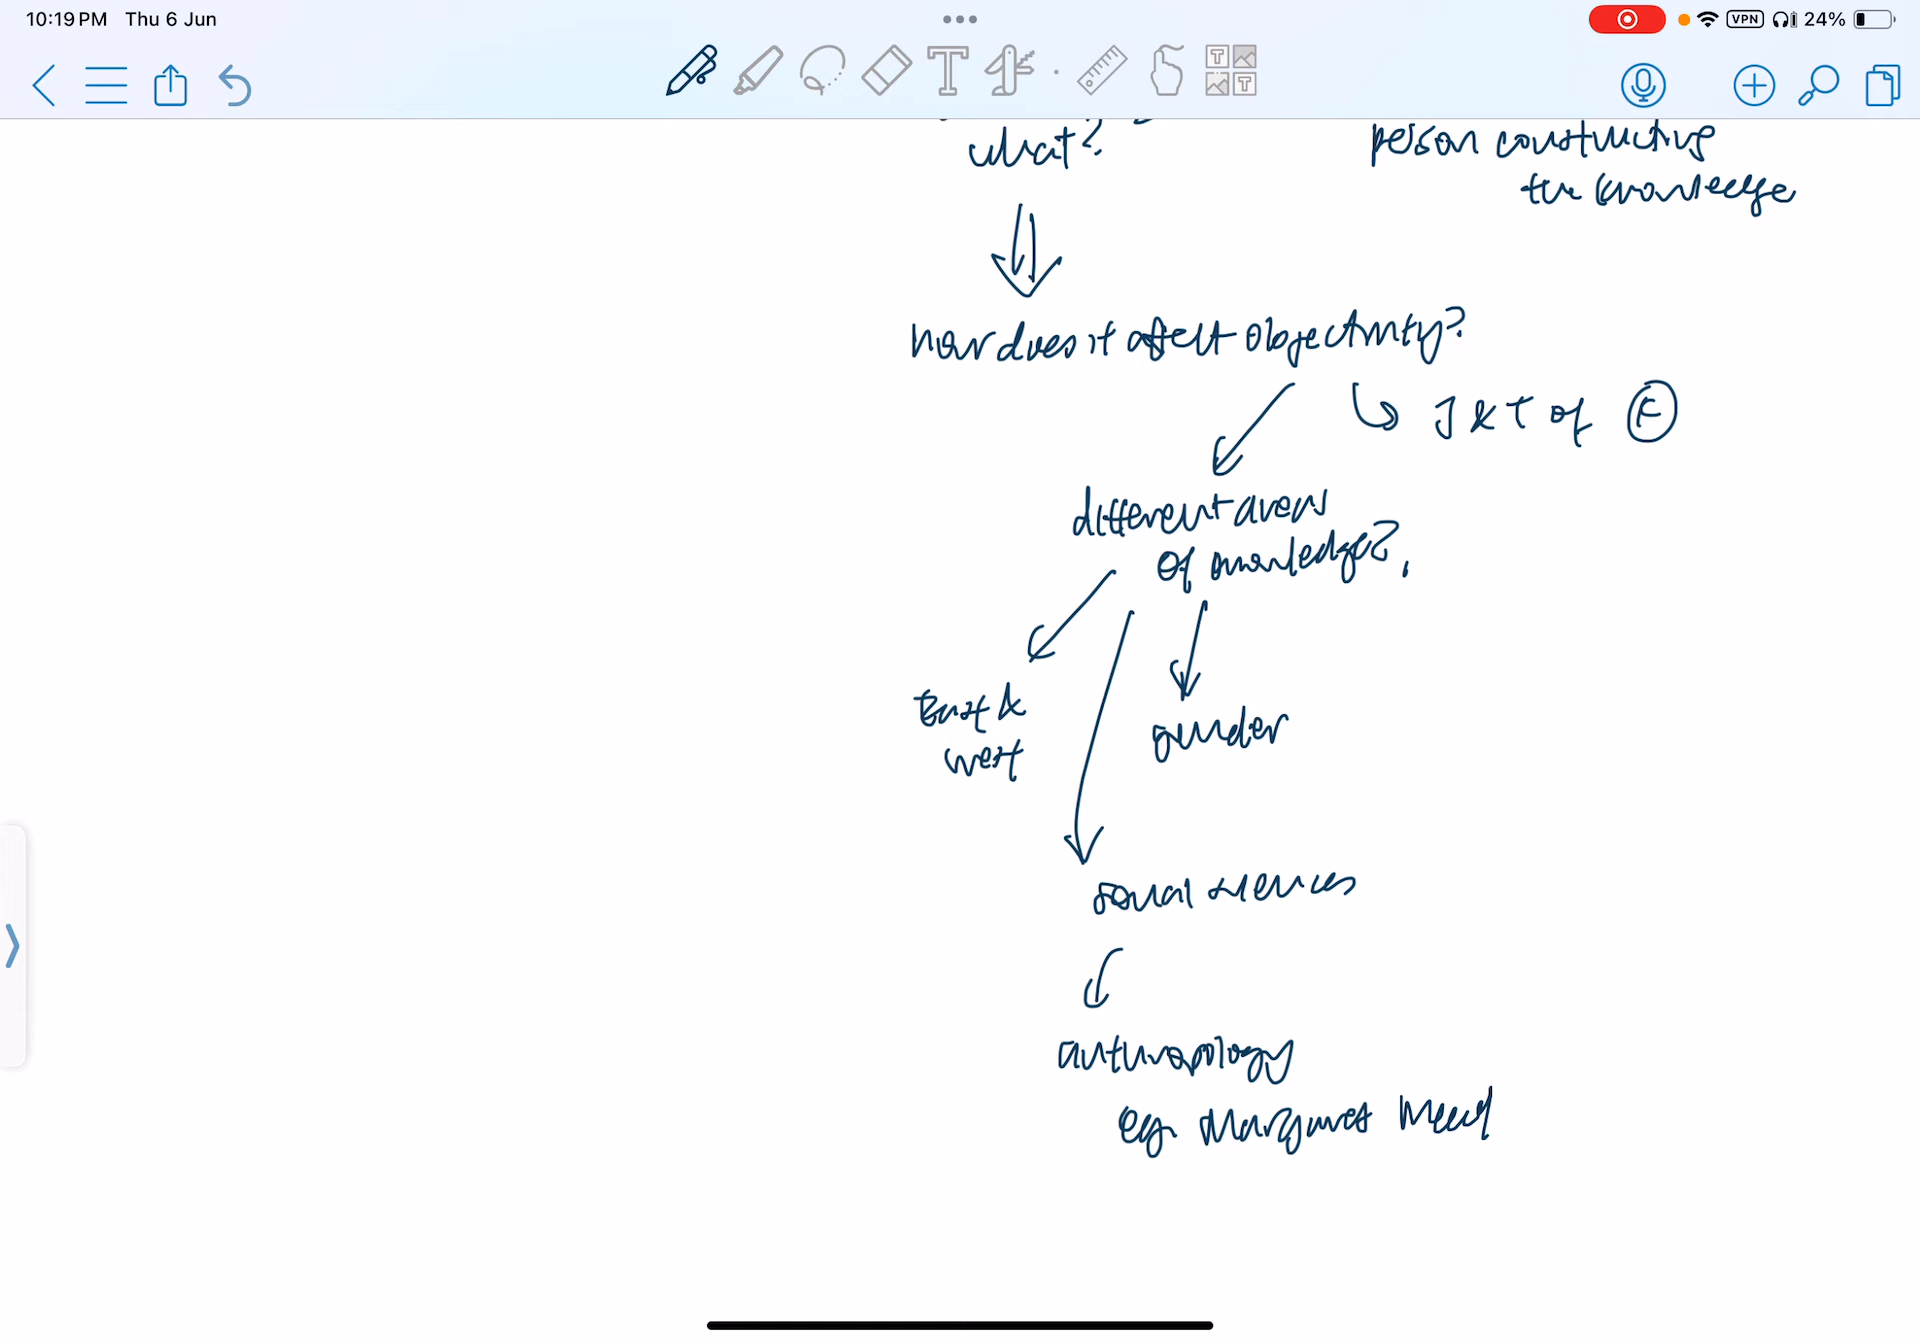 10:19 PM Thu 6 Jun
VPN 24%
what?
person constructing
the knowledge
how does it affect objectivity?
J & T of K
different areas
of knowledge?
East &
west
gender
social sciences
anthropology
eg. Margaret Mead